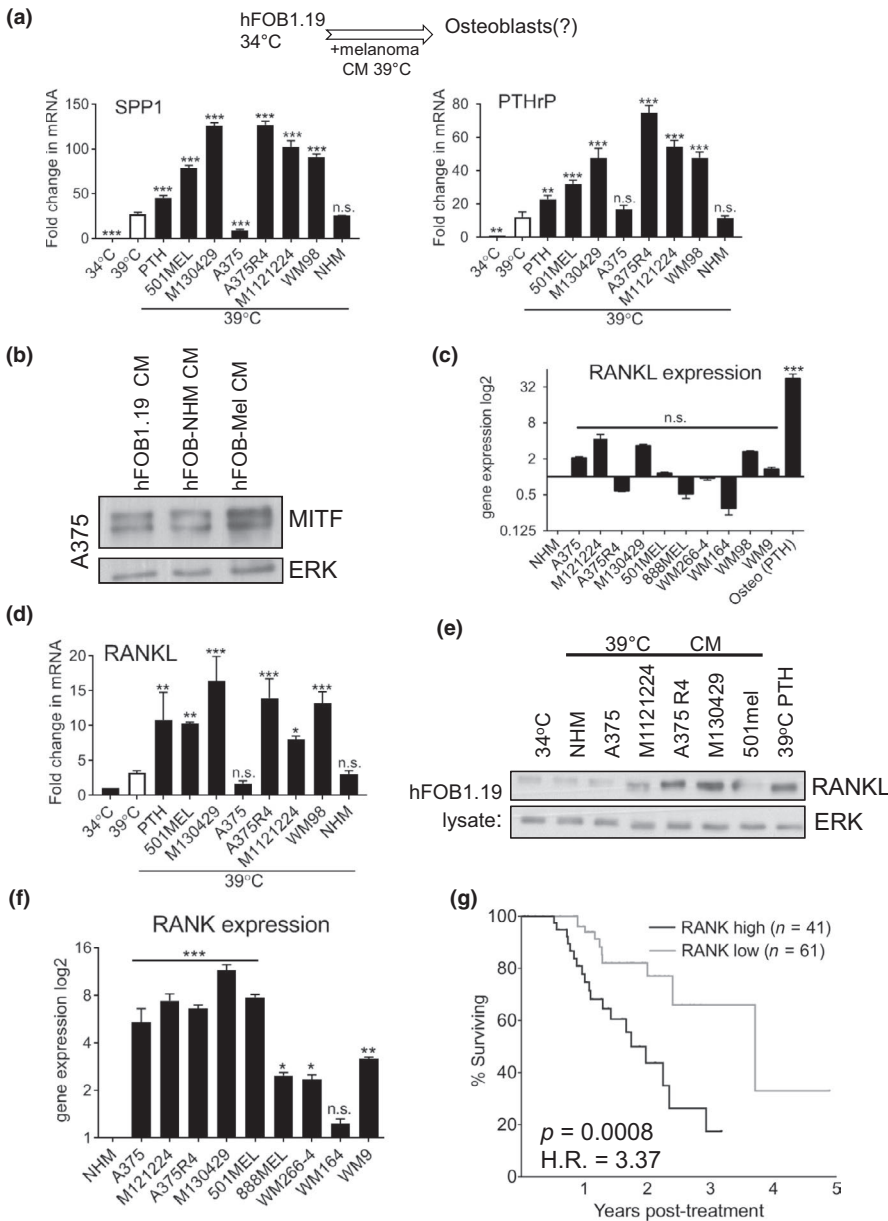 (a)
hFOB1.19
34°C
+melanoma
CM 39°C
Osteoblasts(?)
SPP1
Fold change in mRNA
150
100
75
50
25
0
***
***
***
***
***
***
***
***
n.s.
34°C
39°C
PTH
501MEL
M130429
A375
A375R4
M1121224
WM98
NHM
39°C
PTHrP
Fold change in mRNA
80
60
40
20
0
**
**
***
***
n.s.
***
***
***
n.s.
34°C
39°C
PTH
501MEL
M130429
A375
A375R4
M1121224
WM98
NHM
39°C
(b)
hFOB1.19 CM
hFOB-NHM CM
hFOB-Mel CM
A375
MITF
ERK
(c)
RANKL expression
gene expression log2
32
8
2
0.5
0.125
n.s.
***
NHM
A375
M121224
A375R4
M130429
501MEL
888MEL
WM266-4
WM164
WM98
WM9
Osteo (PTH)
(d)
RANKL
Fold change in mRNA
20
15
10
5
0
**
**
***
n.s.
***
*
***
n.s.
34°C
39°C
PTH
501MEL
M130429
A375
A375R4
M1121224
WM98
NHM
39°C
(e)
39°C CM
34°C
NHM
A375
M1121224
A375 R4
M130429
501mel
39°C PTH
hFOB1.19
lysate:
RANKL
ERK
(f)
RANK expression
gene expression log2
16
8
4
2
1
***
*
*
n.s.
**
NHM
A375
M121224
A375R4
M130429
501MEL
888MEL
WM266-4
WM164
WM9
(g)
RANK high (n = 41)
RANK low (n = 61)
% Surviving
100
80
60
40
20
0
p = 0.0008
H.R. = 3.37
1
2
3
4
5
Years post-treatment